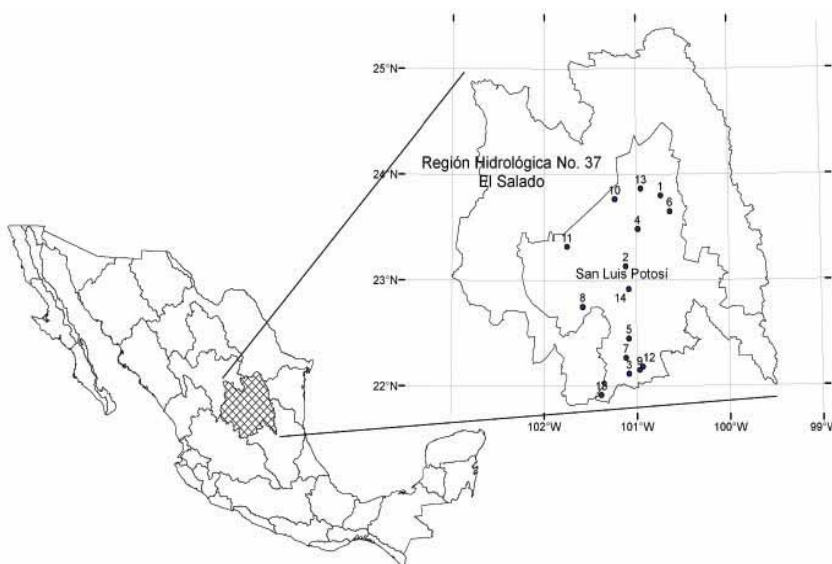 25°N
Región Hidrológica No. 37
24°N
El Salado
13
10
1
6
4
11
2
23°N
San Luis Potosí
8
14
5
7
9
12
3
22°N
102°W
101°W
100°W
99°W